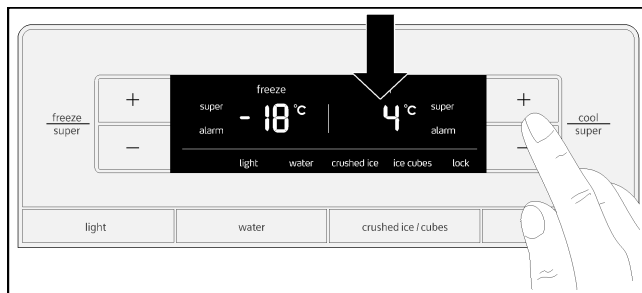 freeze
super
+
−
freeze
super
alarm
-18 °C
4 °C
super
alarm
light water crushed ice ice cubes lock
+
−
cool
super
light
water
crushed ice / cubes